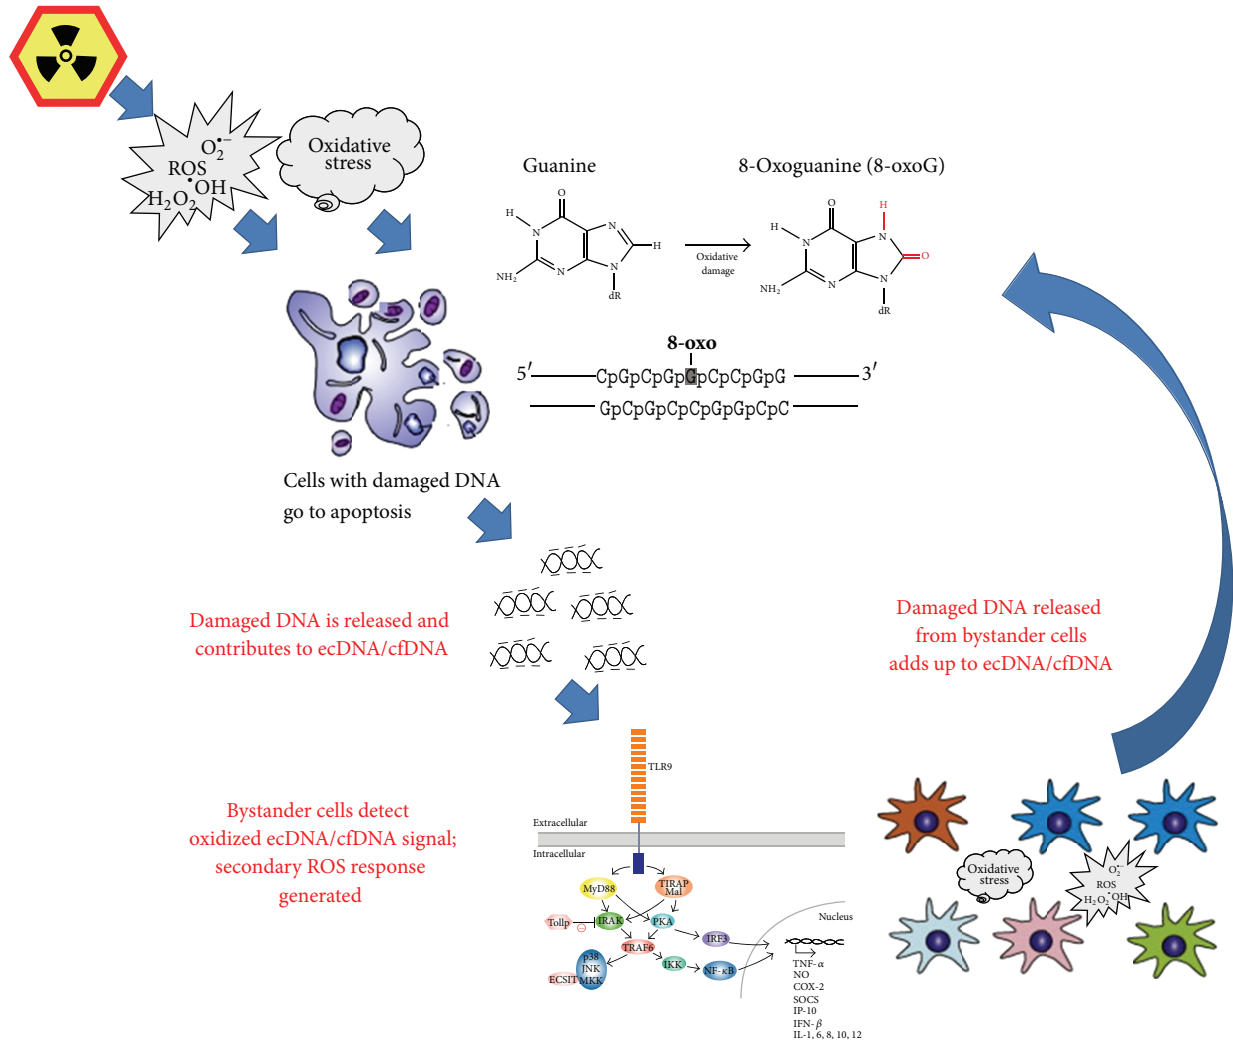 O₂•−
ROS
•OH
H₂O₂
Oxidative
stress
Guanine
8-Oxoguanine (8-oxoG)
O
H
N
N
H
NH₂
N
N
dR
Oxidative
damage
O
H
H
N
N
O
NH₂
N
N
dR
8-oxo
5′ CpGpCpGpGpCpCpGpG 3′
GpCpGpCpCpGpGpCpC
Cells with damaged DNA
go to apoptosis
Damaged DNA is released and
contributes to ecDNA/cfDNA
Damaged DNA released
from bystander cells
adds up to ecDNA/cfDNA
TLR9
Bystander cells detect
oxidized ecDNA/cfDNA signal;
secondary ROS response
generated
Extracellular
Intracellular
MyD88
TIRAP
Mal
Tollp
IRAK
PKA
IRF3
TRAF6
p38
JNK
MKK
ECSIT
IKK
NF-κB
Nucleus
TNF-α
NO
COX-2
SOCS
IP-10
IFN-β
IL-1, 6, 8, 10, 12
Oxidative
stress
O₂•−
ROS
•OH
H₂O₂